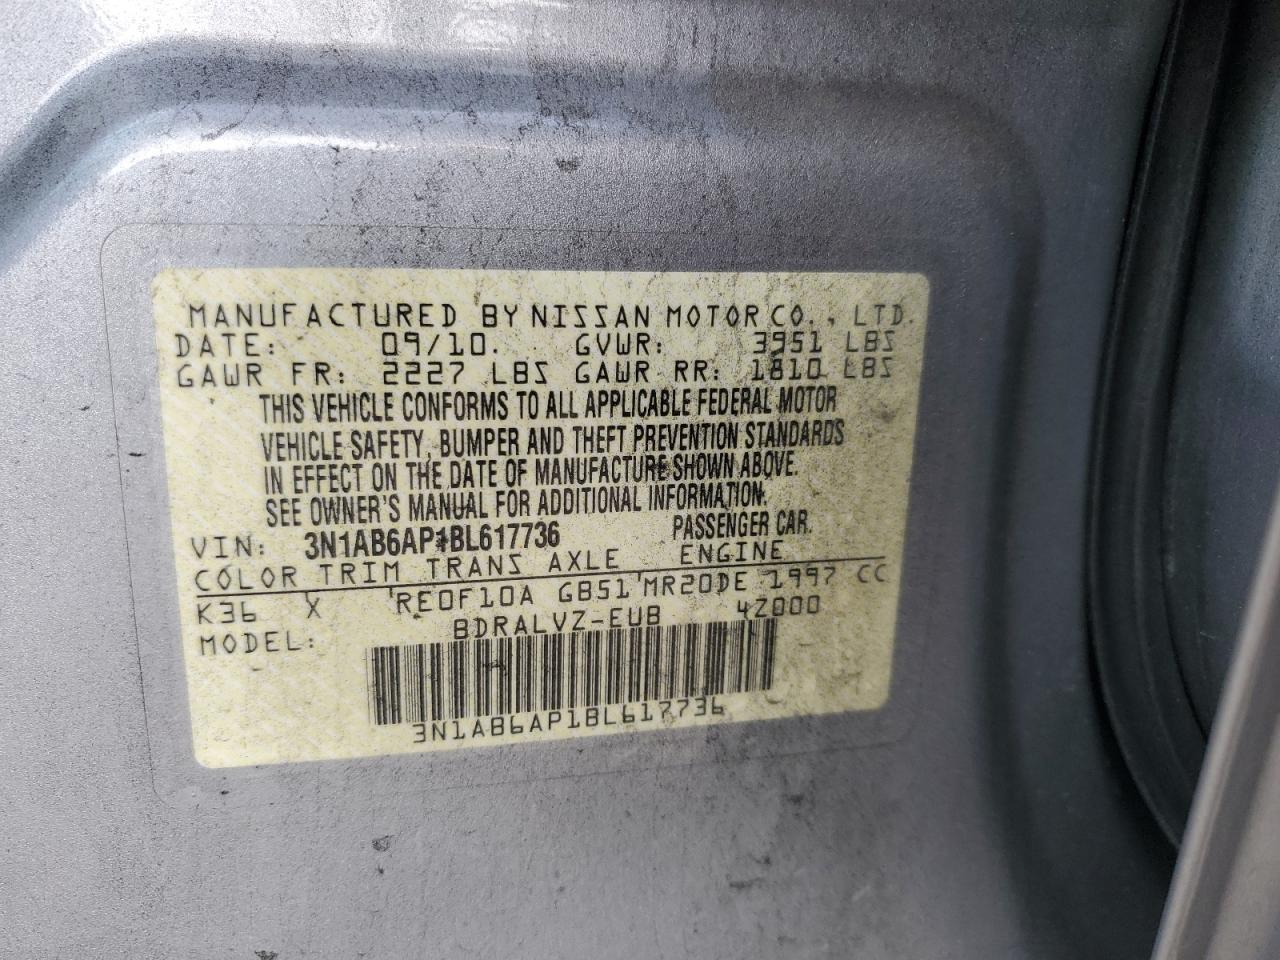 MANUFACTURED BY NISSAN MOTOR CO., LTD.
DATE: 09/10. GVWR: 3951 LBS
GAWR FR: 2227 LBS GAWR RR: 1810 LBS
THIS VEHICLE CONFORMS TO ALL APPLICABLE FEDERAL MOTOR
VEHICLE SAFETY, BUMPER AND THEFT PREVENTION STANDARDS
IN EFFECT ON THE DATE OF MANUFACTURE SHOWN ABOVE.
SEE OWNER'S MANUAL FOR ADDITIONAL INFORMATION.
VIN: 3N1AB6AP1BL617736 PASSENGER CAR.
COLOR TRIM TRANS AXLE ENGINE
K36 X RE0F10A GB51 MR20DE 1997 CC
MODEL: BDRALVZ-EUB 4Z000
3N1AB6AP1BL617736